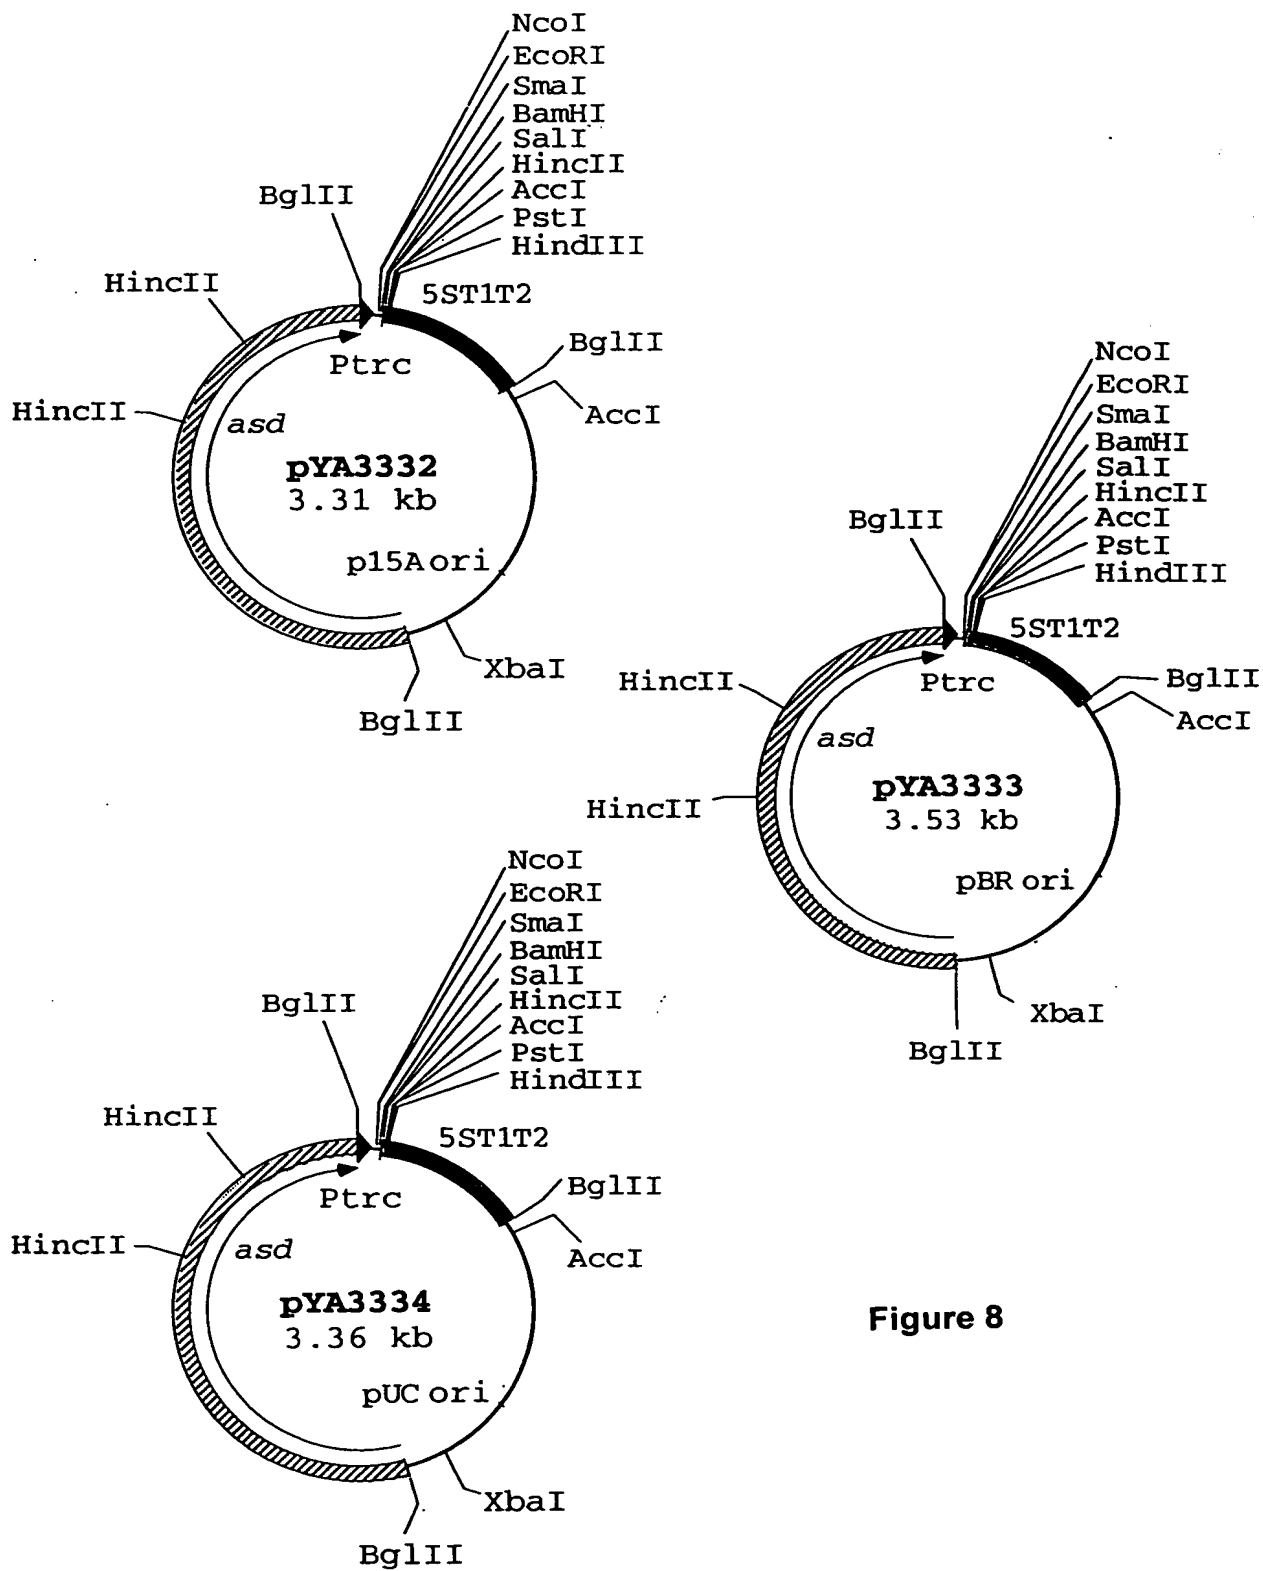 NcoI
EcoRI
SmaI
BamHI
SalI
HincII
AccI
PstI
HindIII
BglII
HincII
5ST1T2
BglII
Ptrc
AccI
HincII
asd
pYA3332
3.31 kb
p15A ori
XbaI
BglII
NcoI
EcoRI
SmaI
BamHI
SalI
HincII
AccI
PstI
HindIII
BglII
5ST1T2
HincII
Ptrc
BglII
AccI
asd
HincII
pYA3333
3.53 kb
pBR ori
XbaI
BglII
NcoI
EcoRI
SmaI
BamHI
SalI
HincII
AccI
PstI
HindIII
BglII
HincII
5ST1T2
Ptrc
BglII
HincII
asd
AccI
pYA3334
3.36 kb
pUC ori
XbaI
BglII
Figure 8